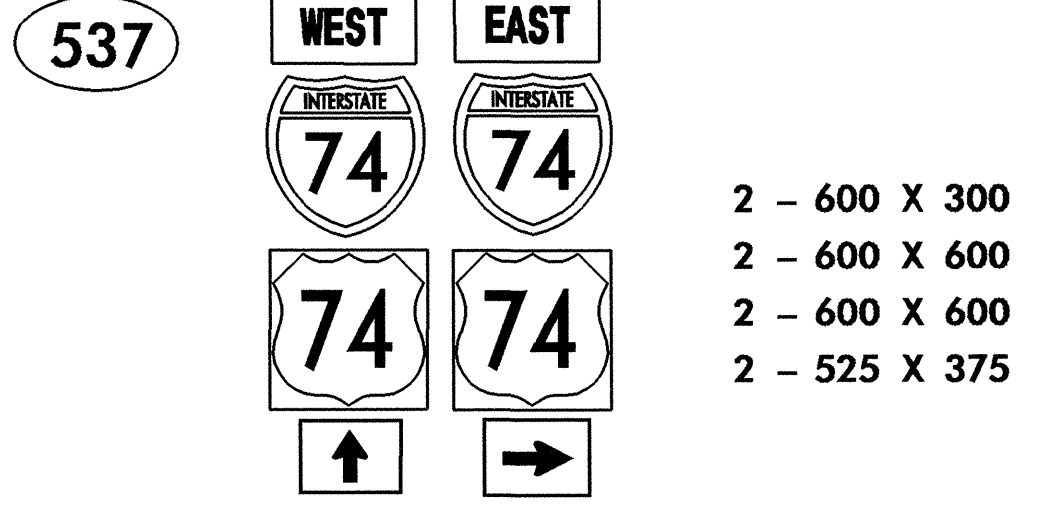 537
WEST EAST
INTERSTATE INTERSTATE
74 74
74 74
2 – 600 X 300
2 – 600 X 600
2 – 600 X 600
2 – 525 X 375